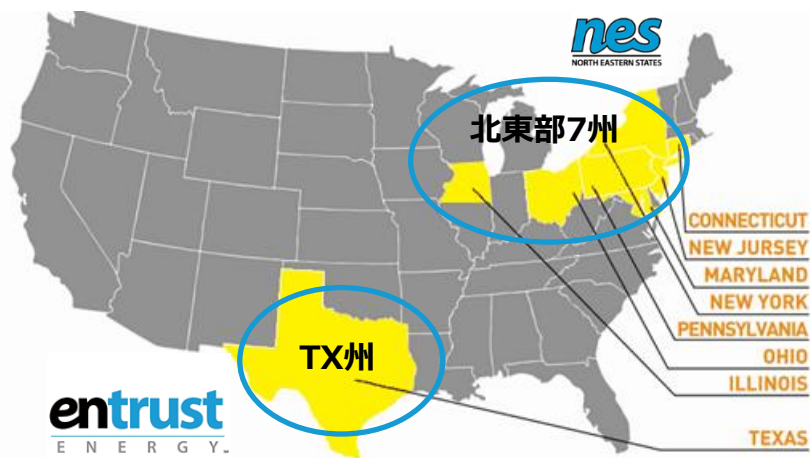 nes
NORTH EASTERN STATES
北東部7州
CONNECTICUT
NEW JURSEY
MARYLAND
NEW YORK
PENNSYLVANIA
OHIO
ILLINOIS
TX州
TEXAS
entrust
ENERGY